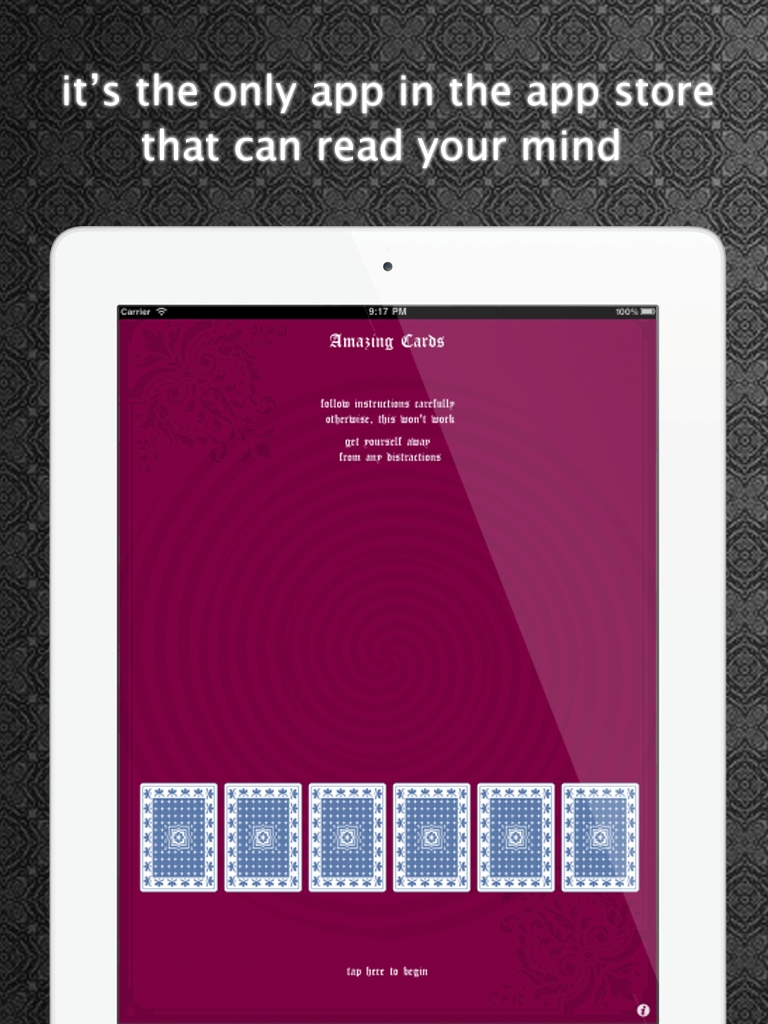 it's the only app in the app store
that can read your mind
Carrier 9:17 PM 100%
Amazing Cards
follow instructions carefully
otherwise, this won't work
get yourself away
from any distractions
tap here to begin
i